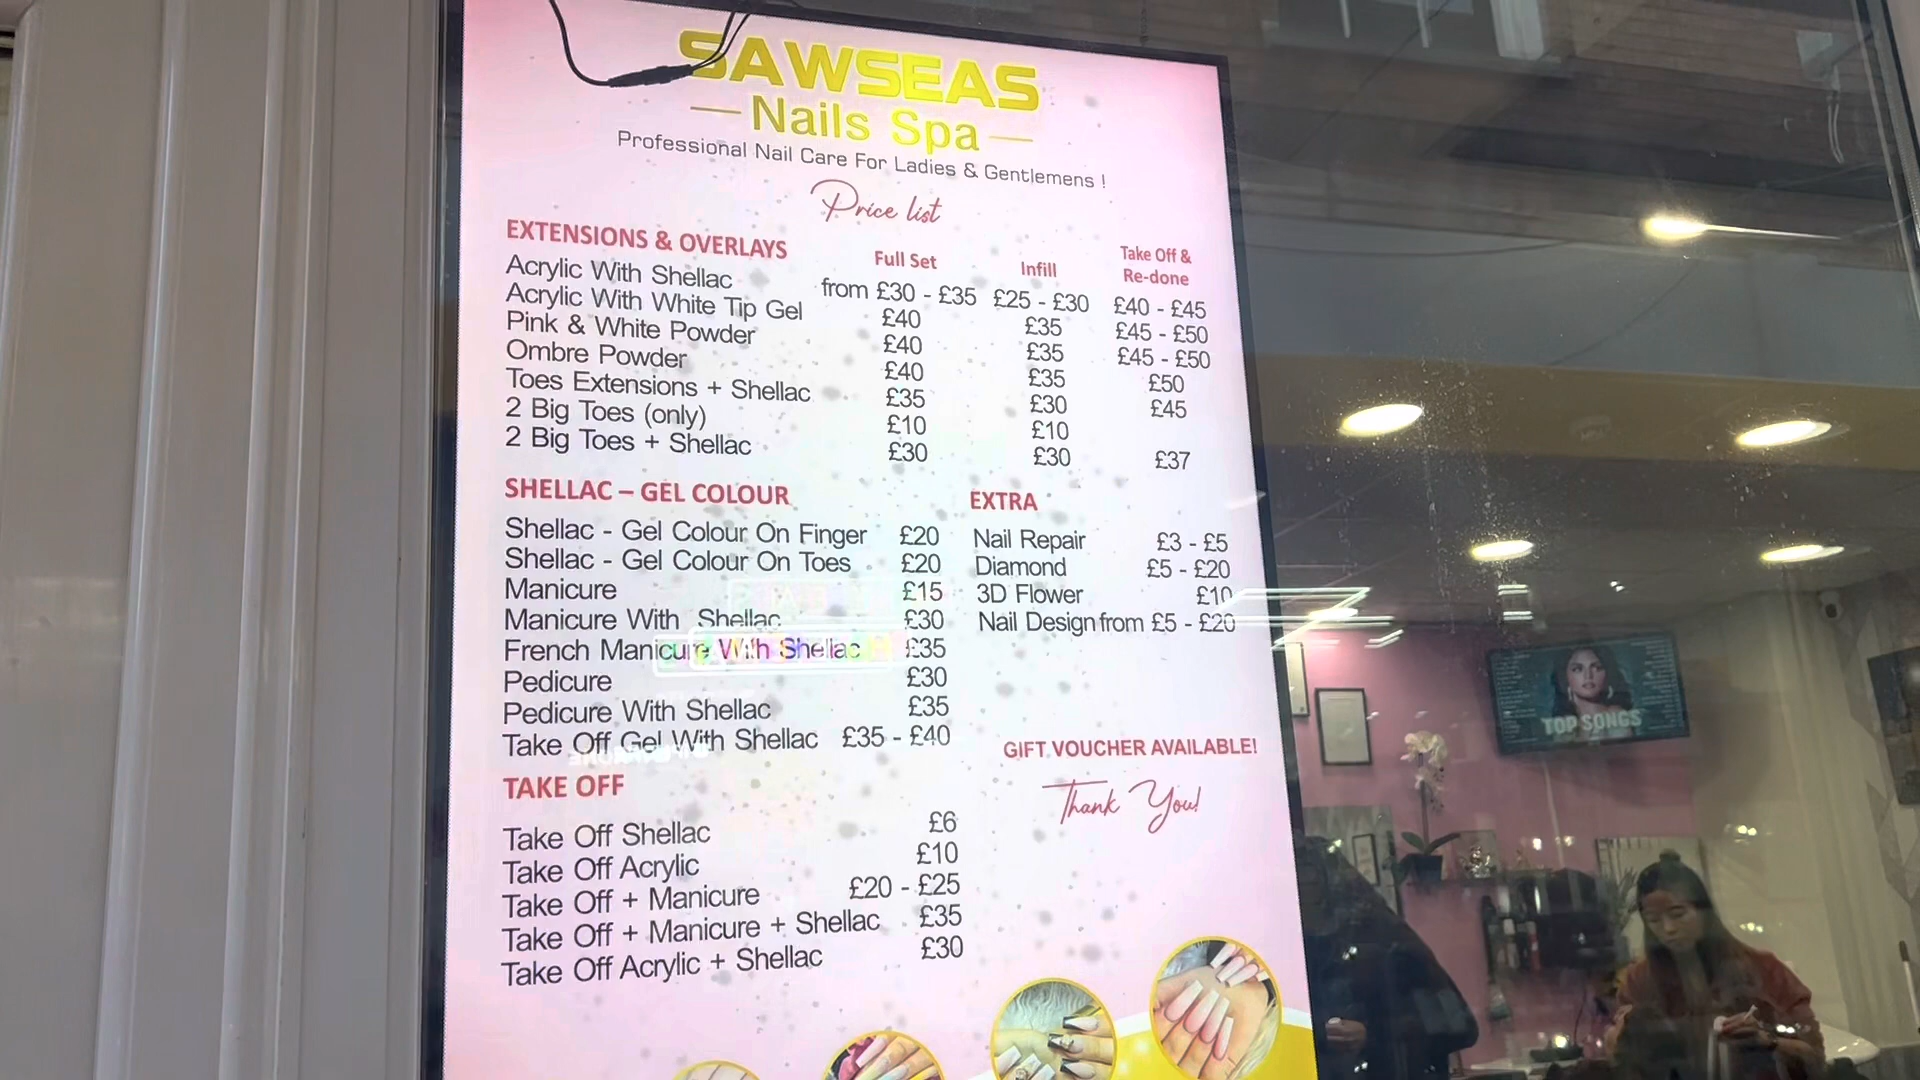 SAWSEAS
Nails Spa
Professional Nail Care For Ladies & Gentlemens !
Price list
EXTENSIONS & OVERLAYS Full Set Infill Take Off & Re-done
Acrylic With Shellac from £30 - £35 £25 - £30 £40 - £45
Acrylic With White Tip Gel £40 £35 £45 - £50
Pink & White Powder £40 £35 £45 - £50
Ombre Powder £40 £35 £50
Toes Extensions + Shellac £35 £30 £45
2 Big Toes (only) £10 £10
2 Big Toes + Shellac £30 £30 £37
SHELLAC – GEL COLOUR
Shellac - Gel Colour On Finger £20
Shellac - Gel Colour On Toes £20
Manicure £15
Manicure With Shellac £30
French Manicure With Shellac £35
Pedicure £30
Pedicure With Shellac £35
Take Off Gel With Shellac £35 - £40
EXTRA
Nail Repair £3 - £5
Diamond £5 - £20
3D Flower £10
Nail Design from £5 - £20
GIFT VOUCHER AVAILABLE!
Thank You!
TAKE OFF
Take Off Shellac £6
Take Off Acrylic £10
Take Off + Manicure £20 - £25
Take Off + Manicure + Shellac £35
Take Off Acrylic + Shellac £30
TOP SONGS